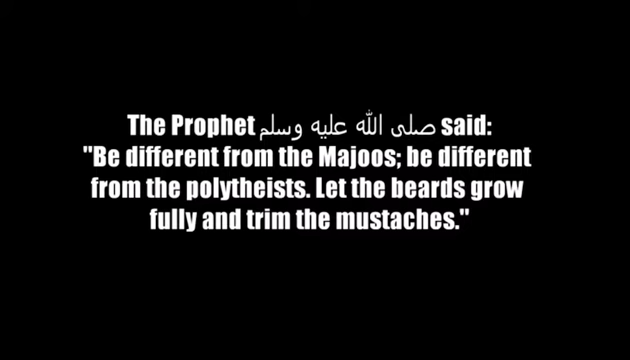 The Prophet صلى الله عليه وسلم said:
"Be different from the Majoos; be different
from the polytheists. Let the beards grow
fully and trim the mustaches."